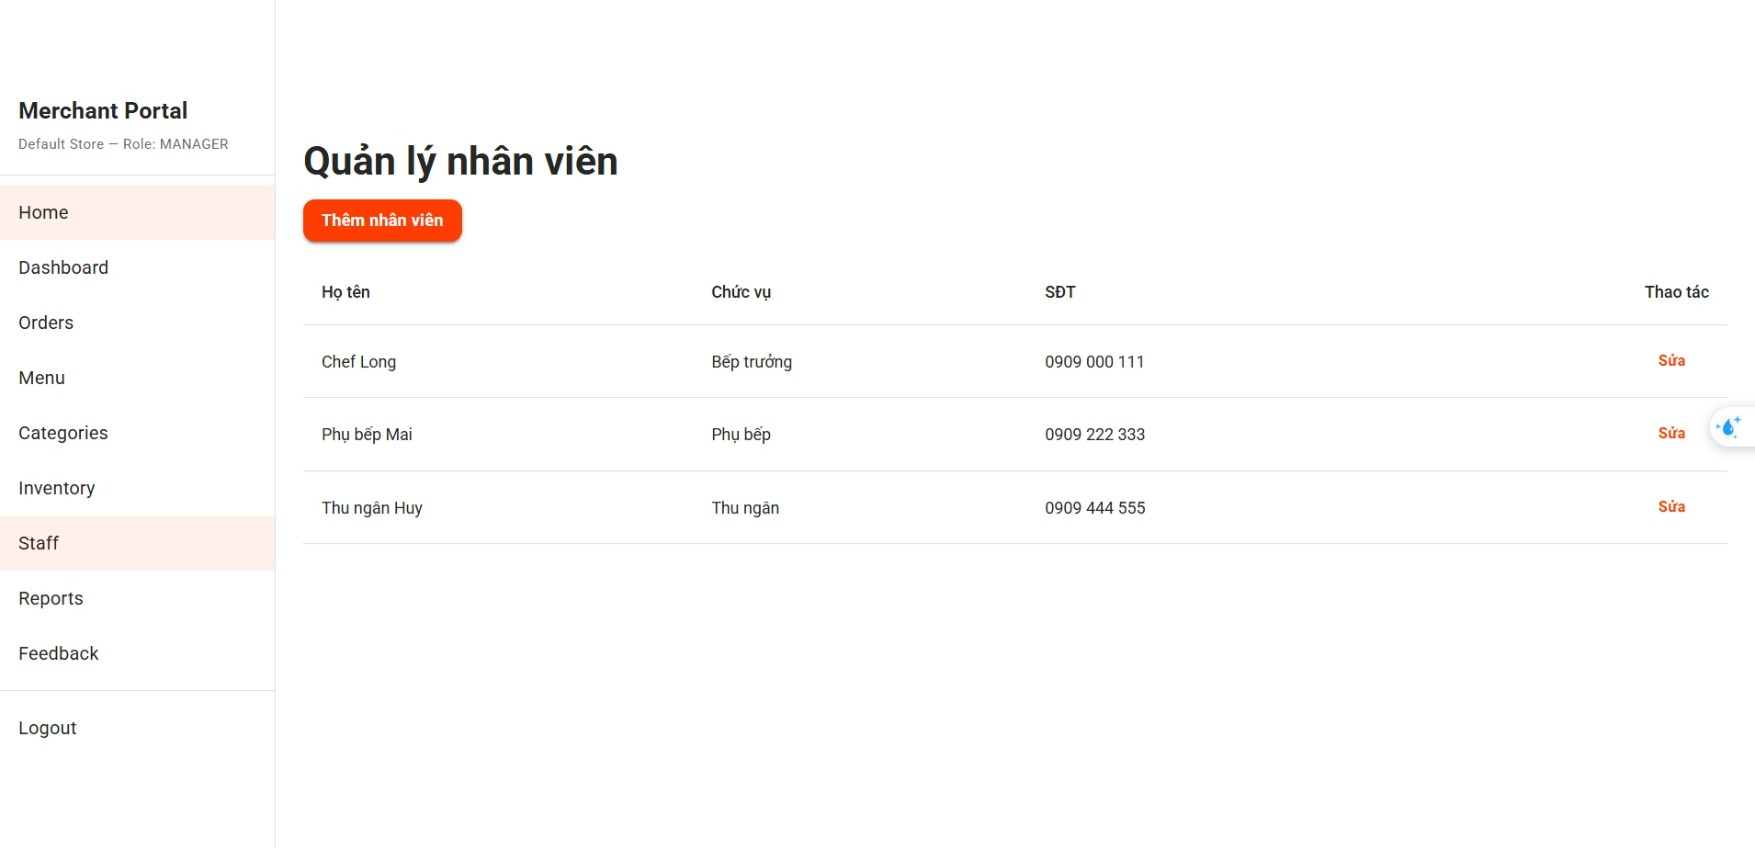 Merchant Portal
Default Store — Role: MANAGER
Home
Dashboard
Orders
Menu
Categories
Inventory
Staff
Reports
Feedback
Logout
Quản lý nhân viên
Thêm nhân viên
Họ tên Chức vụ SĐT Thao tác
Chef Long Bếp trưởng 0909 000 111 Sửa
Phụ bếp Mai Phụ bếp 0909 222 333 Sửa
Thu ngân Huy Thu ngân 0909 444 555 Sửa